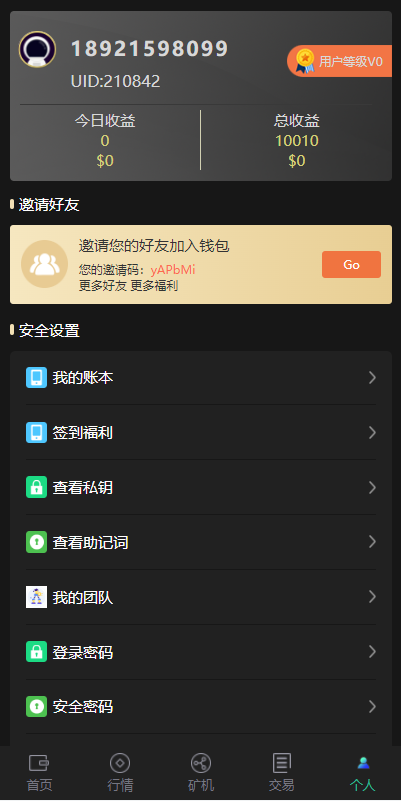 18921598099
UID:210842
用户等级V0
今日收益
总收益
0
10010
$0
$0
邀请好友
邀请您的好友加入钱包
您的邀请码：yAPbMi
更多好友 更多福利
Go
安全设置
我的账本
签到福利
查看私钥
查看助记词
我的团队
登录密码
安全密码
首页
行情
矿机
交易
个人